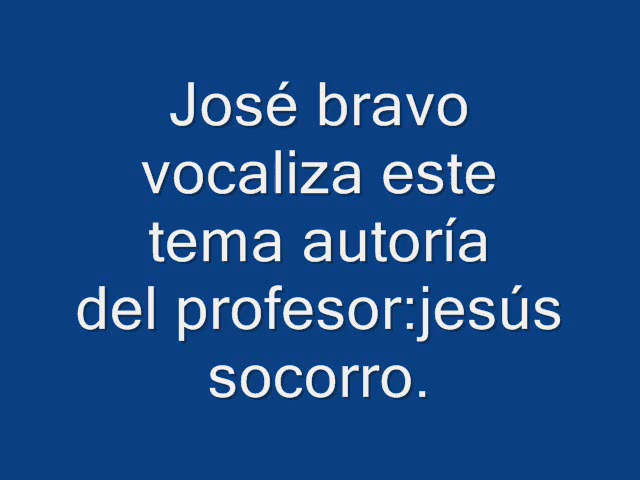 José bravo
vocaliza este
tema autoría
del profesor:jesús
socorro.